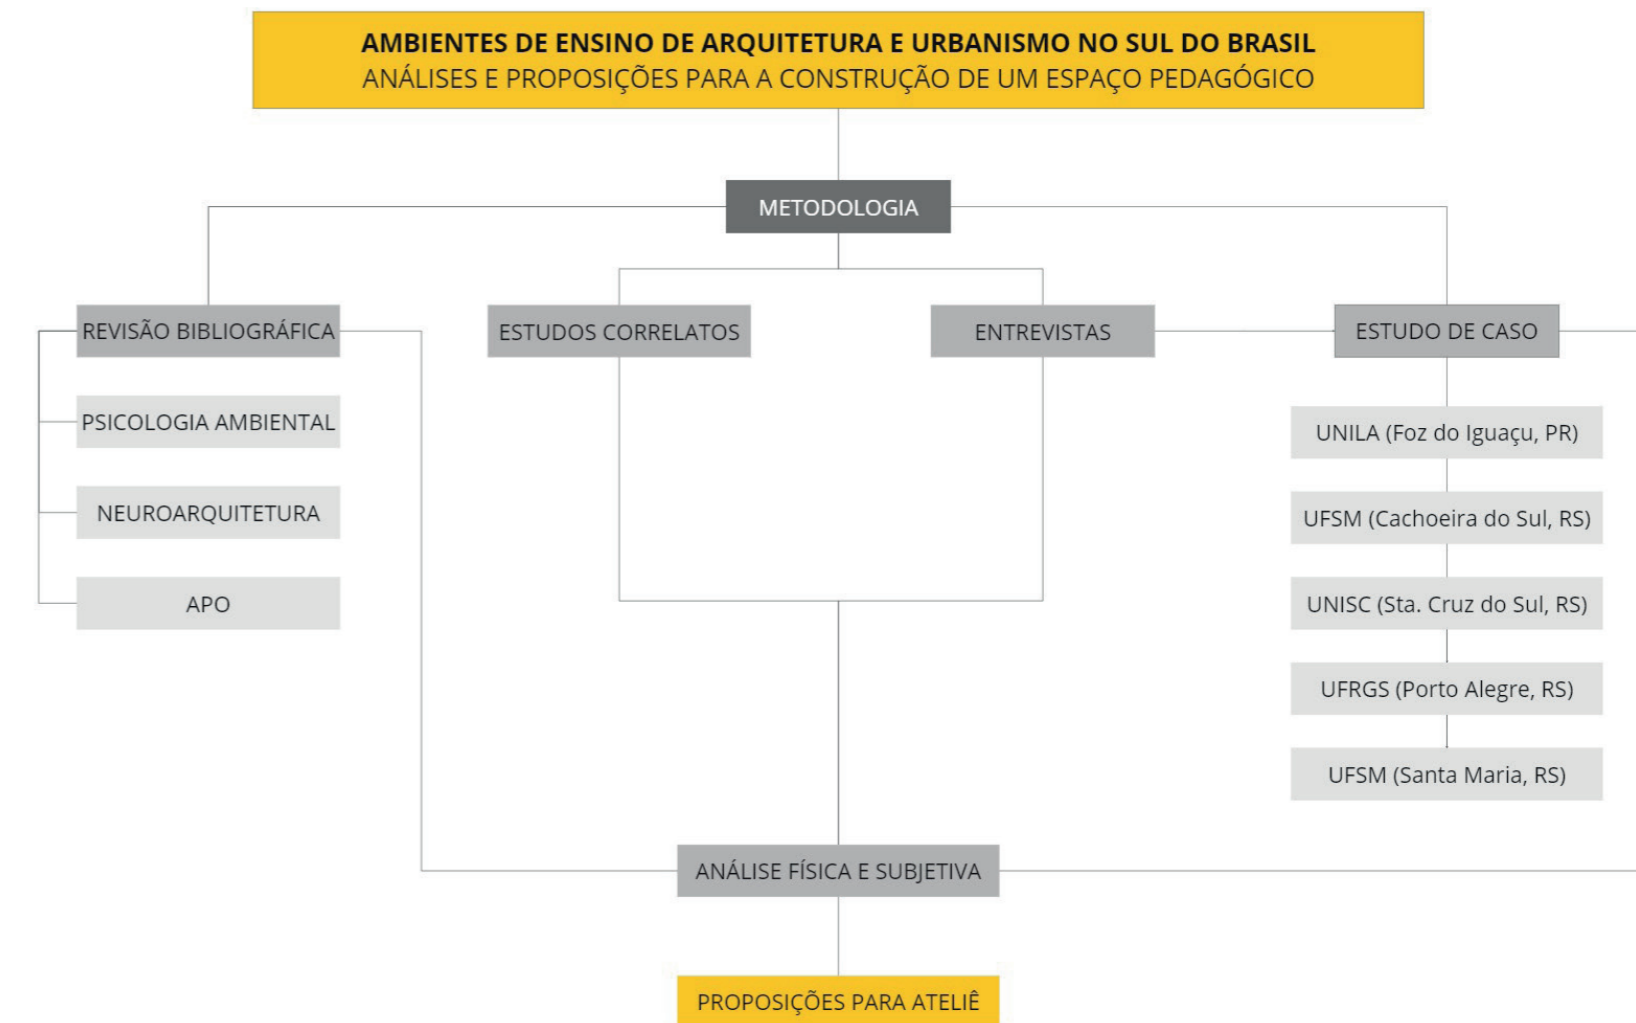 AMBIENTES DE ENSINO DE ARQUITETURA E URBANISMO NO SUL DO BRASIL
ANÁLISES E PROPOSIÇÕES PARA A CONSTRUÇÃO DE UM ESPAÇO PEDAGÓGICO
METODOLOGIA
REVISÃO BIBLIOGRÁFICA
PSICOLOGIA AMBIENTAL
NEUROARQUITETURA
APO
ESTUDOS CORRELATOS
ENTREVISTAS
ESTUDO DE CASO
UNILA (Foz do Iguaçu, PR)
UFSM (Cachoeira do Sul, RS)
UNISC (Sta. Cruz do Sul, RS)
UFRGS (Porto Alegre, RS)
UFSM (Santa Maria, RS)
ANÁLISE FÍSICA E SUBJETIVA
PROPOSIÇÕES PARA ATELIÊ